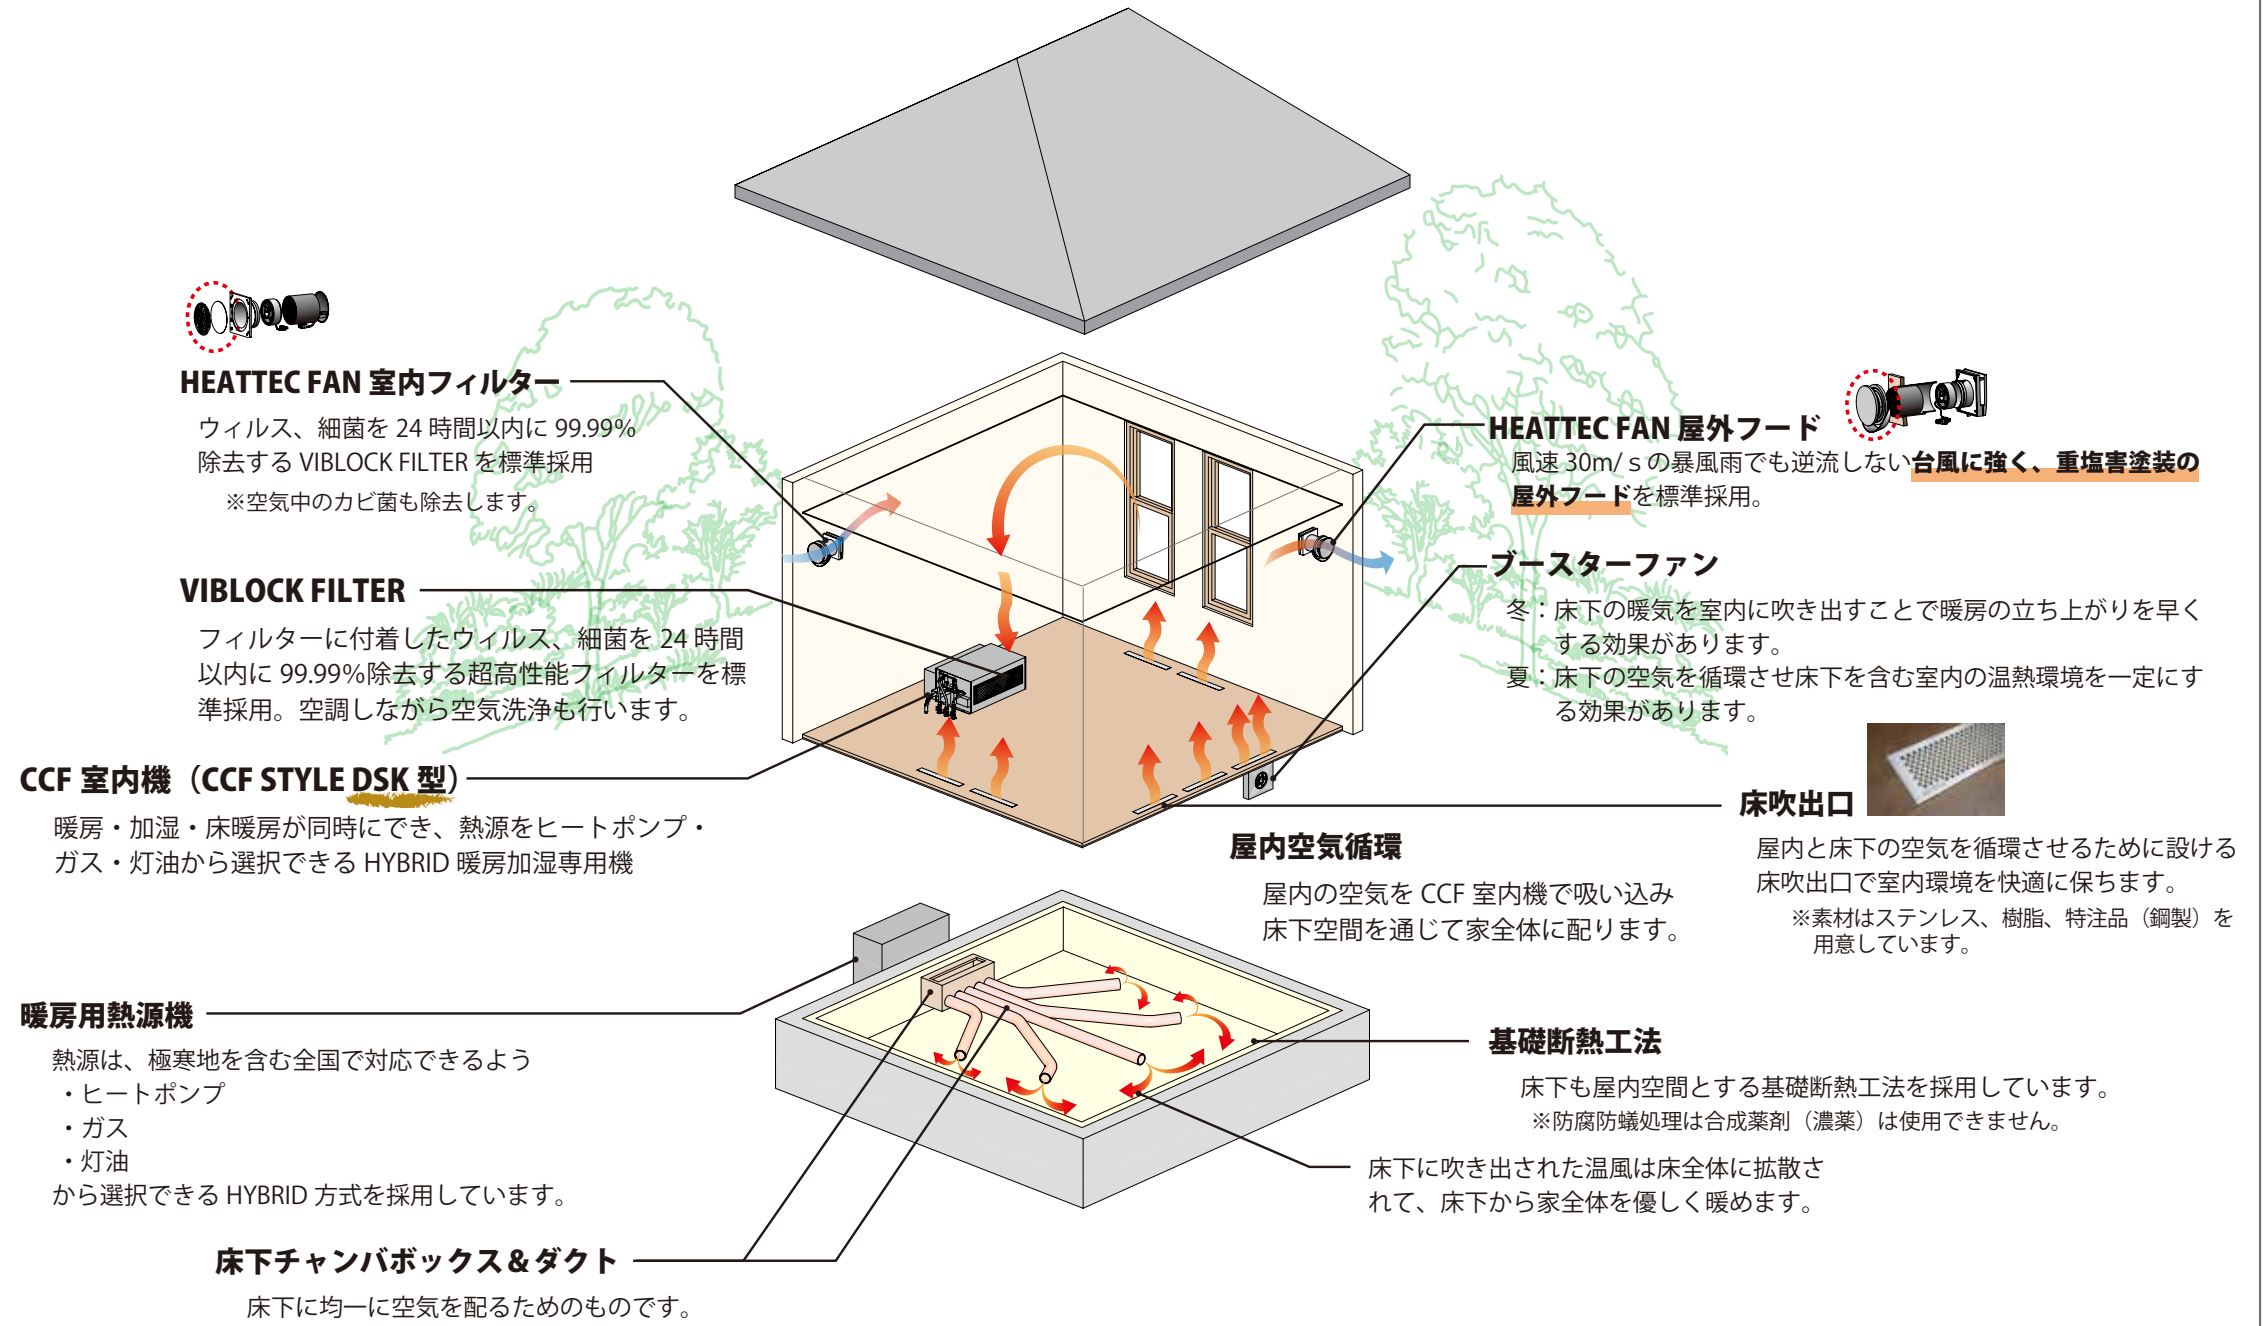 HEATTEC FAN 室内フィルター
ウィルス、細菌を 24 時間以内に 99.99%
除去する VIBLOCK FILTER を標準採用
※空気中のカビ菌も除去します。
VIBLOCK FILTER
フィルターに付着したウィルス、細菌を 24 時間
以内に 99.99%除去する超高性能フィルターを標
準採用。空調しながら空気洗浄も行います。
CCF 室内機（CCF STYLE DSK 型）
暖房・加湿・床暖房が同時にでき、熱源をヒートポンプ・
ガス・灯油から選択できる HYBRID 暖房加湿専用機
暖房用熱源機
熱源は、極寒地を含む全国で対応できるよう
・ヒートポンプ
・ガス
・灯油
から選択できる HYBRID 方式を採用しています。
床下チャンバボックス＆ダクト
床下に均一に空気を配るためのものです。
HEATTEC FAN 屋外フード
風速 30m/ｓの暴風雨でも逆流しない台風に強く、重塩害塗装の
屋外フードを標準採用。
ブースターファン
冬：床下の暖気を室内に吹き出すことで暖房の立ち上がりを早く
する効果があります。
夏：床下の空気を循環させ床下を含む室内の温熱環境を一定にす
る効果があります。
床吹出口
屋内と床下の空気を循環させるために設ける
床吹出口で室内環境を快適に保ちます。
※素材はステンレス、樹脂、特注品（鋼製）を
用意しています。
屋内空気循環
屋内の空気を CCF 室内機で吸い込み
床下空間を通じて家全体に配ります。
基礎断熱工法
床下も屋内空間とする基礎断熱工法を採用しています。
※防腐防蟻処理は合成薬剤（濃薬）は使用できません。
床下に吹き出された温風は床全体に拡散さ
れて、床下から家全体を優しく暖めます。